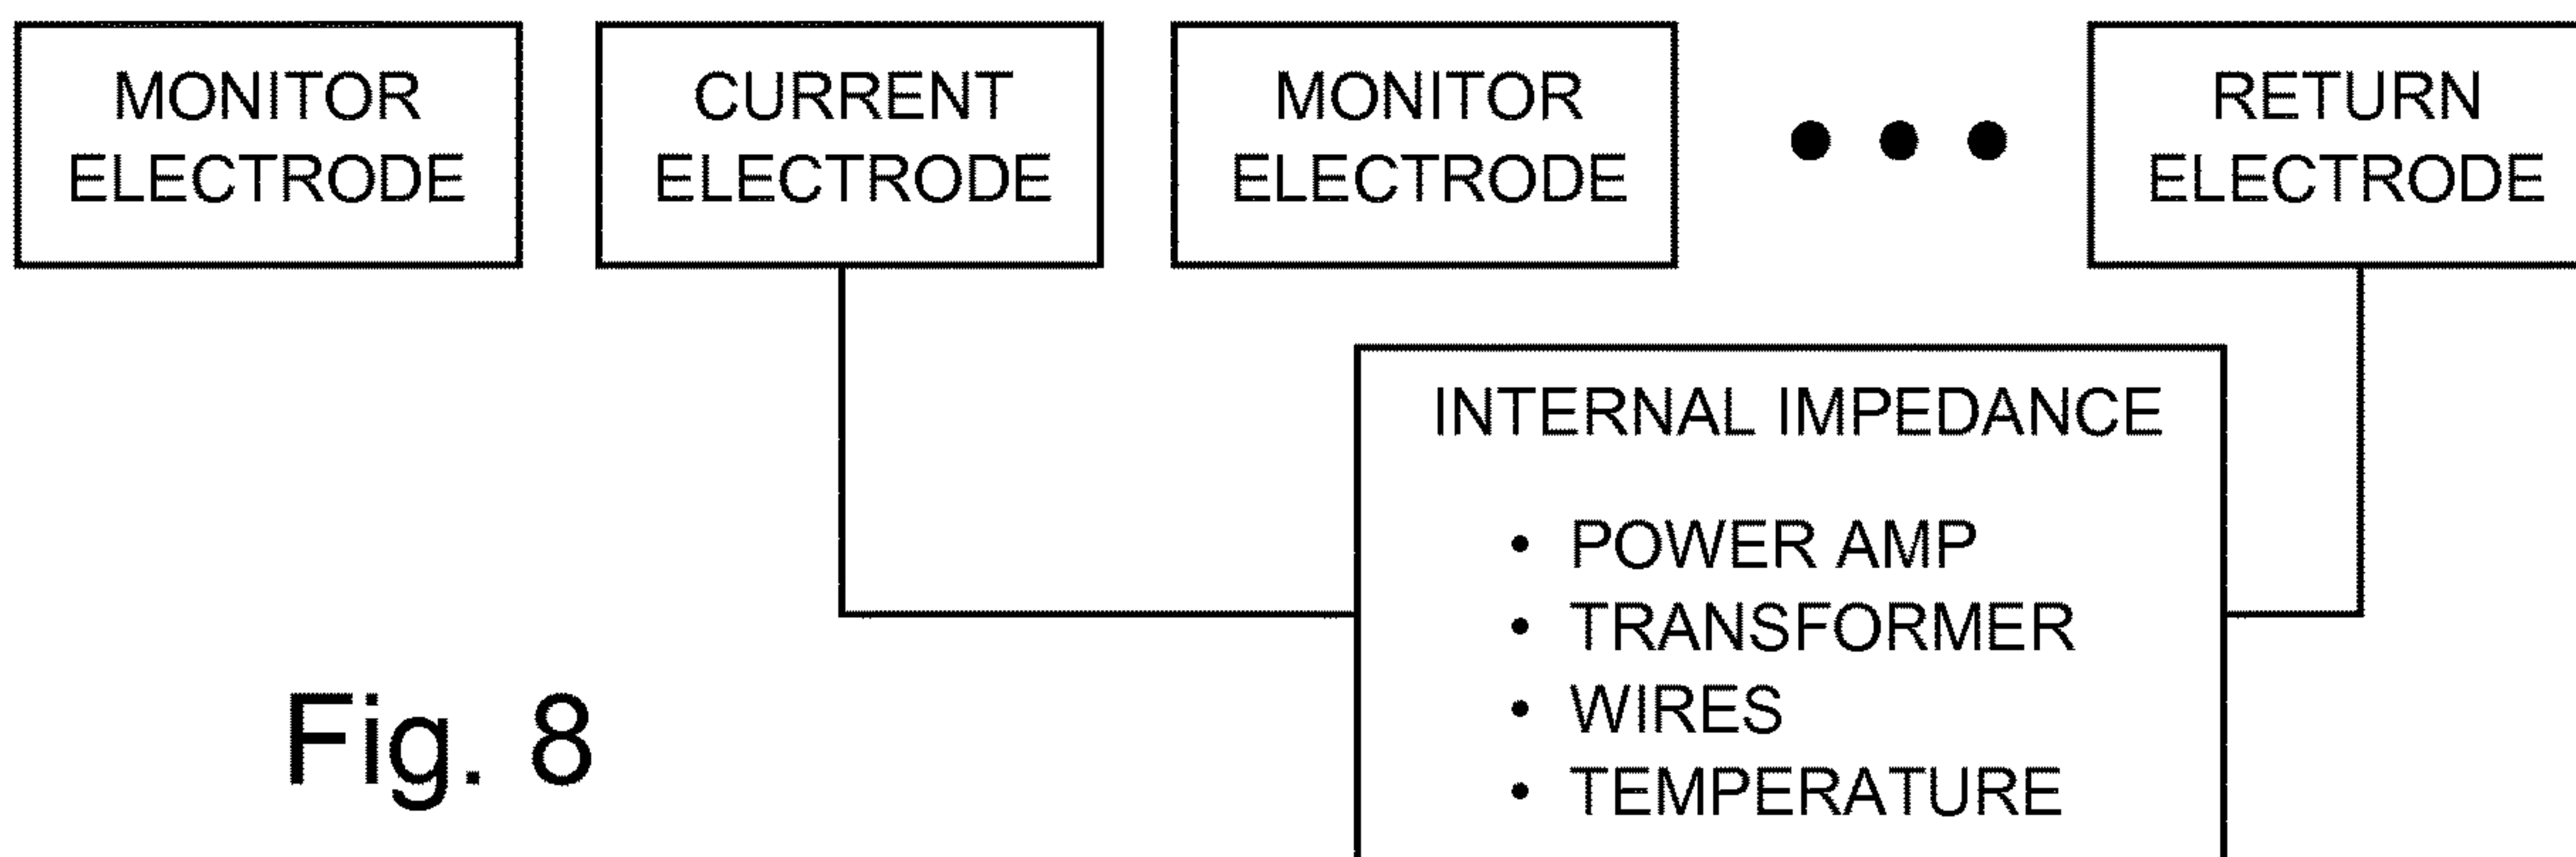 MONITOR
ELECTRODE
CURRENT
ELECTRODE
MONITOR
ELECTRODE
RETURN
ELECTRODE
INTERNAL IMPEDANCE
• POWER AMP
• TRANSFORMER
• WIRES
• TEMPERATURE
Fig. 8